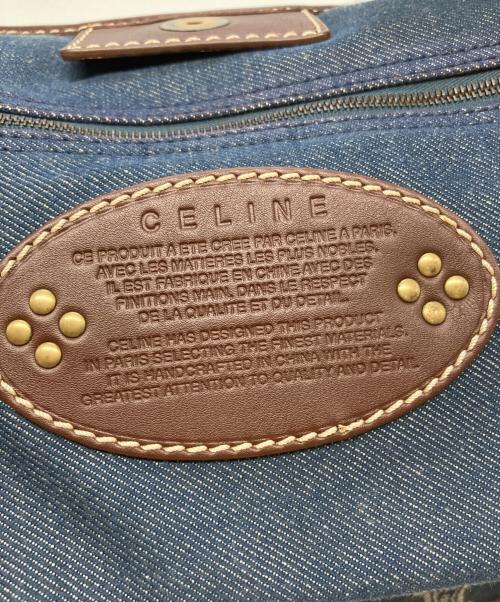 CELINE
CE PRODUIT A ETE CREE PAR CELINE A PARIS.
AVEC LES MATIERES LES PLUS NOBLES.
IL EST FABRIQUE EN CHINE AVEC DES
FINITIONS MAIN, DANS LE RESPECT
DE LA QUALITE ET DU DETAIL.
CELINE HAS DESIGNED THIS PRODUCT
IN PARIS SELECTING THE FINEST MATERIALS.
IT IS HANDCRAFTED IN CHINA WITH THE
GREATEST ATTENTION TO QUALITY AND DETAIL.